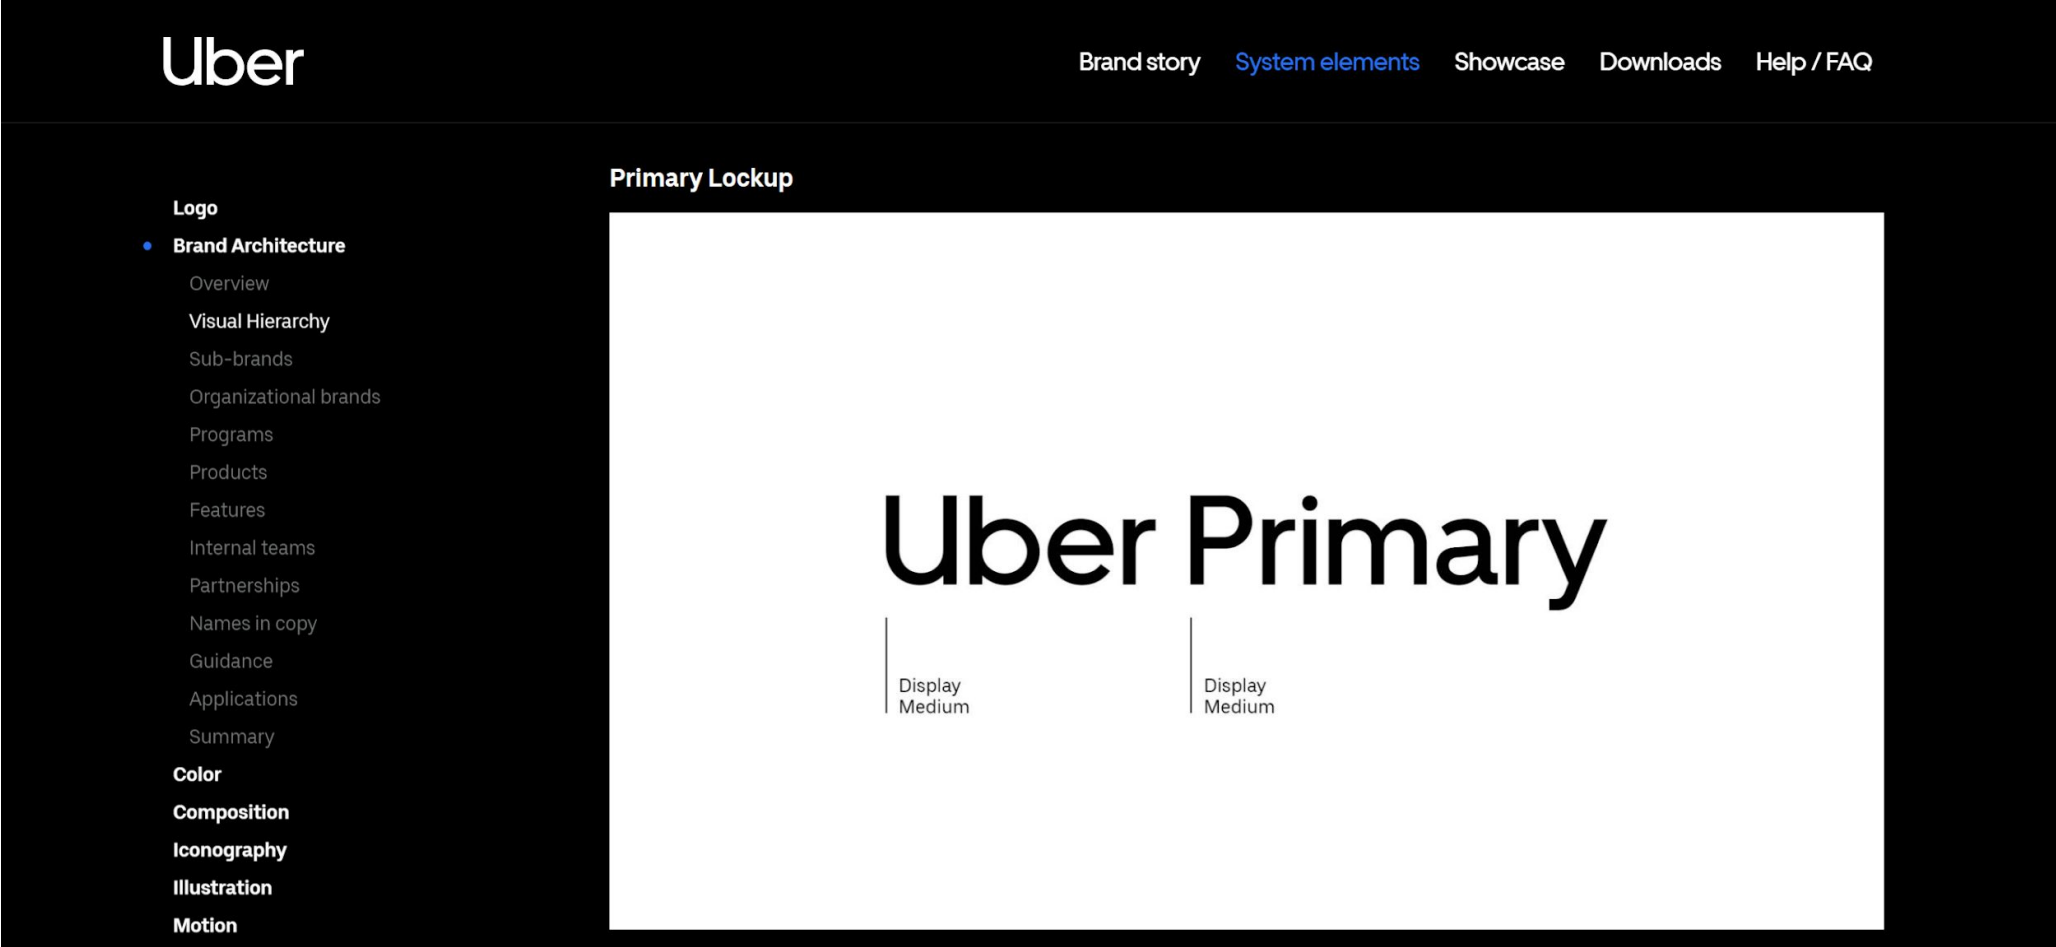 Uber
Brand story
System elements
Showcase
Downloads
Help / FAQ
Logo
Brand Architecture
Overview
Visual Hierarchy
Sub-brands
Organizational brands
Programs
Products
Features
Internal teams
Partnerships
Names in copy
Guidance
Applications
Summary
Color
Composition
Iconography
Illustration
Motion
Primary Lockup
Uber Primary
Display
Medium
Display
Medium